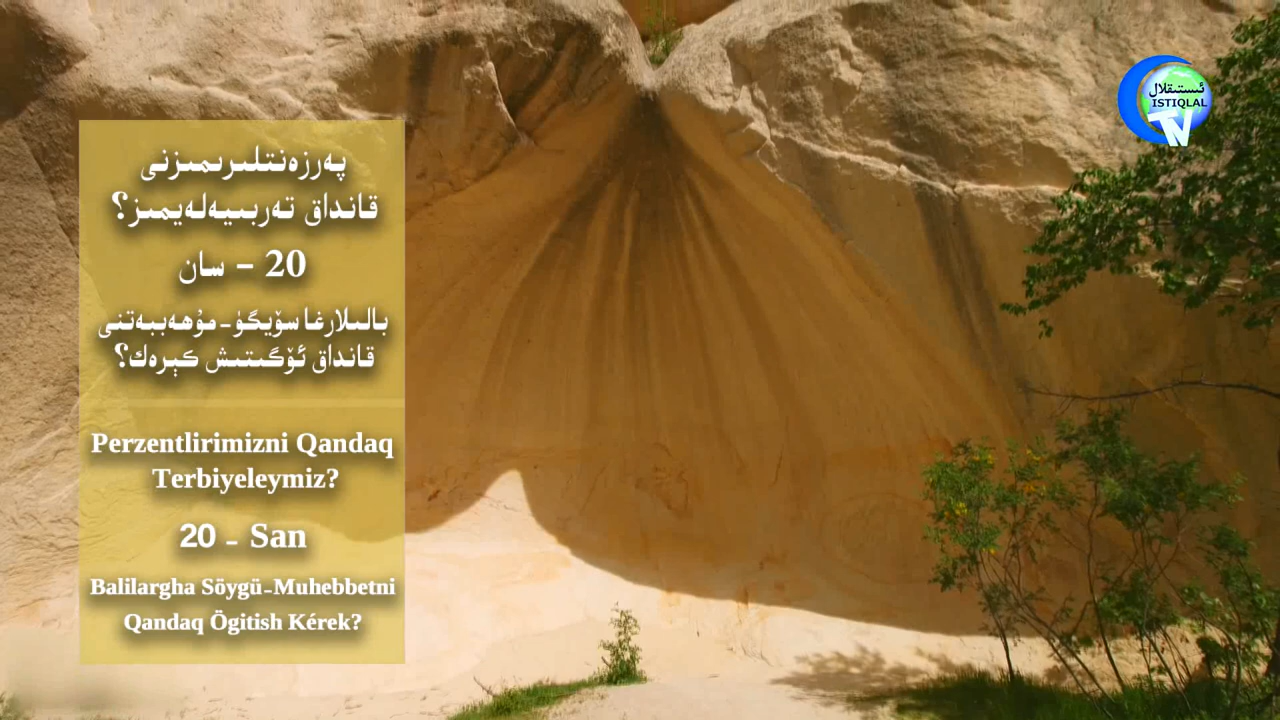 پەرزەنتلىرىمىزنى
قانداق تەربىيەلەيمىز؟
20 - سان
بالىلارغا سۆيگۈ-مۇھەببەتنى
قانداق ئۆگىتىش كېرەك؟
Perzentlirimizni Qandaq
Terbiyeleymiz?
20 - San
Balilargha Söygü-Muhebbetni
Qandaq Ögitish Kérek?
ئىستىقلال
ISTIQLAL
TV